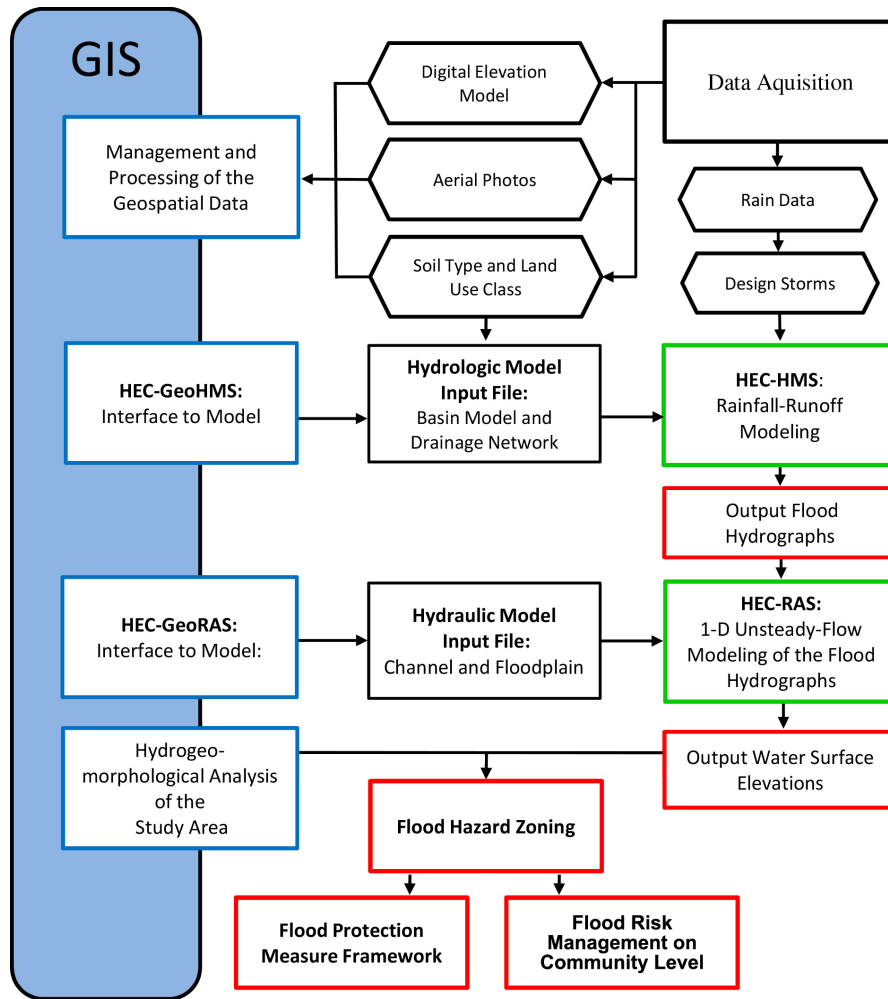 GIS
Digital Elevation
Model
Data Aquisition
Management and
Processing of the
Geospatial Data
Aerial Photos
Rain Data
Soil Type and Land
Use Class
Design Storms
HEC-GeoHMS:
Interface to Model
Hydrologic Model
Input File:
Basin Model and
Drainage Network
HEC-HMS:
Rainfall-Runoff
Modeling
Output Flood
Hydrographs
HEC-GeoRAS:
Interface to Model:
Hydraulic Model
Input File:
Channel and Floodplain
HEC-RAS:
1-D Unsteady-Flow
Modeling of the Flood
Hydrographs
Hydrogeo-
morphological Analysis
of the
Study Area
Output Water Surface
Elevations
Flood Hazard Zoning
Flood Protection
Measure Framework
Flood Risk
Management on
Community Level